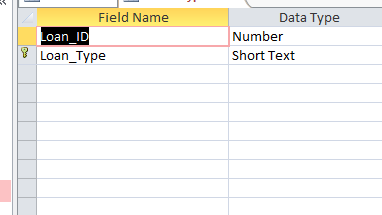 Field Name Data Type
Loan_ID Number
Loan_Type Short Text